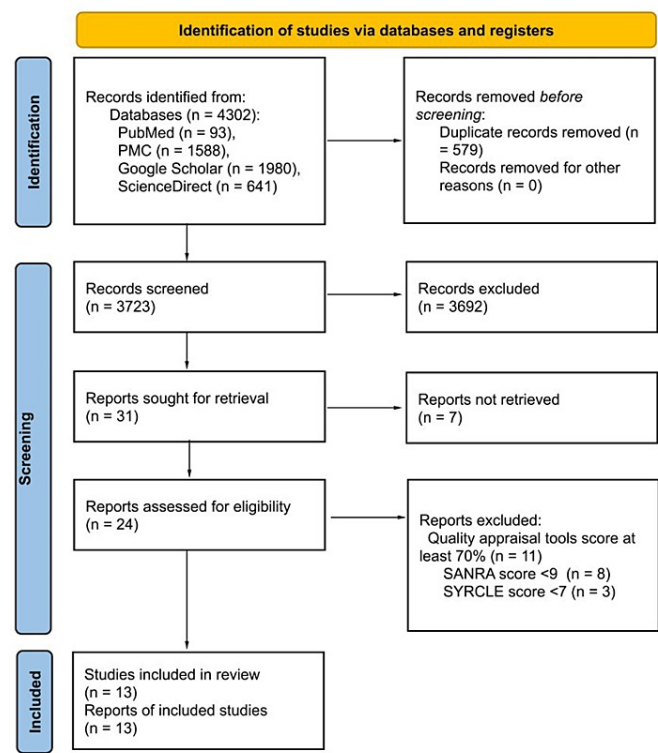 Identification of studies via databases and registers
Identification
Records identified from:
Databases (n = 4302):
PubMed (n = 93),
PMC (n = 1588),
Google Scholar (n = 1980),
ScienceDirect (n = 641)
Records removed before
screening:
Duplicate records removed (n
= 579)
Records removed for other
reasons (n = 0)
Screening
Records screened
(n = 3723)
Records excluded
(n = 3692)
Reports sought for retrieval
(n = 31)
Reports not retrieved
(n = 7)
Reports assessed for eligibility
(n = 24)
Reports excluded:
Quality appraisal tools score at
least 70% (n = 11)
SANRA score <9 (n = 8)
SYRCLE score <7 (n = 3)
Included
Studies included in review
(n = 13)
Reports of included studies
(n = 13)